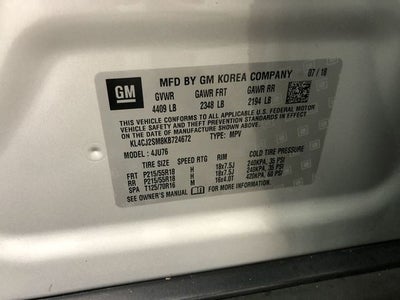 GM
MFD BY GM KOREA COMPANY 07/18
GVWR GAWR FRT GAWR RR
4409 LB 2348 LB 2194 LB
THIS VEHICLE CONFORMS TO ALL APPLICABLE U.S. FEDERAL MOTOR
VEHICLE SAFETY, BUMPER, AND THEFT PREVENTION STANDARDS
IN EFFECT ON THE DATE OF MANUFACTURE SHOWN ABOVE.
KL4CJ2SM8KB724672 TYPE: MPV
MODEL: 4JU76
TIRE SIZE SPEED RTG RIM COLD TIRE PRESSURE
FRT P215/55R18 H 18x7.5J 240KPA, 35 PSI
RR P215/55R18 H 18x7.5J 240KPA, 35 PSI
SPA T125/70R16 M 16x4.0T 420KPA, 60 PSI
SEE OWNER'S MANUAL FOR MORE INFORMATION.